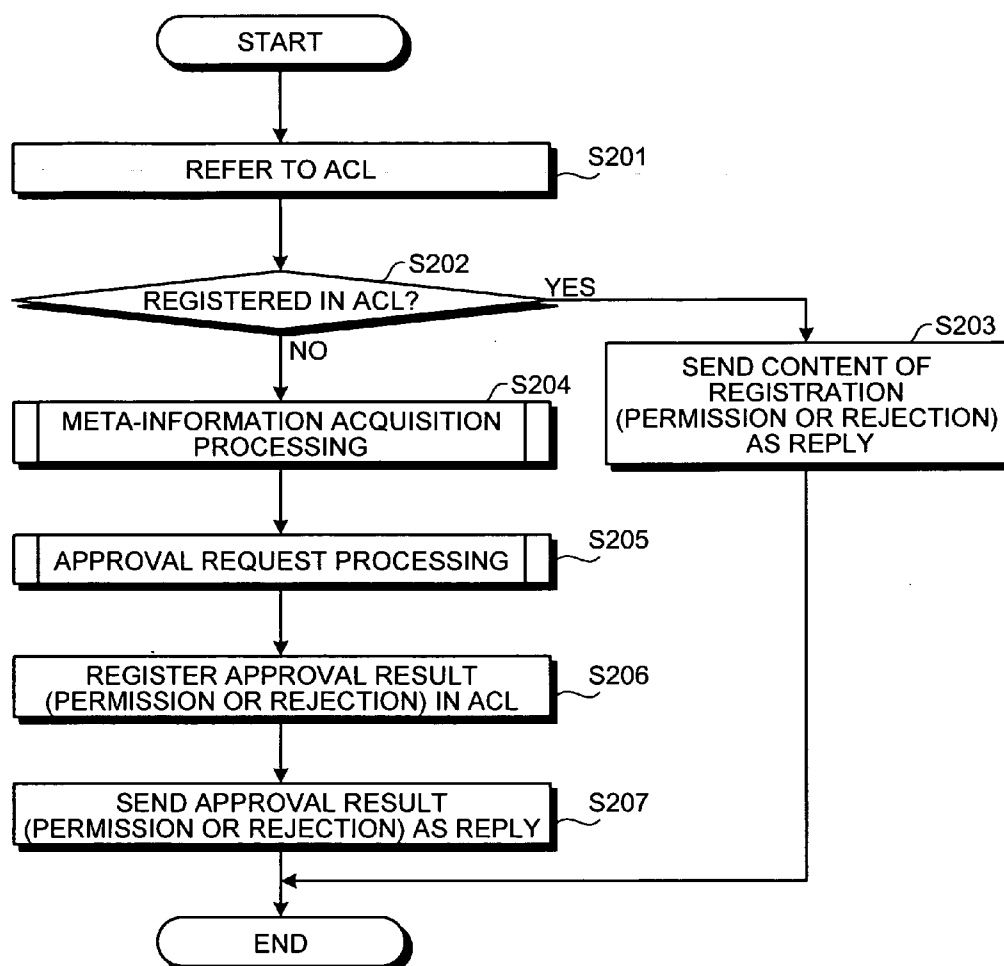 START
REFER TO ACL
S201
S202
REGISTERED IN ACL?
YES
NO
S203
SEND CONTENT OF
REGISTRATION
(PERMISSION OR REJECTION)
AS REPLY
S204
META-INFORMATION ACQUISITION
PROCESSING
APPROVAL REQUEST PROCESSING
S205
REGISTER APPROVAL RESULT
(PERMISSION OR REJECTION) IN ACL
S206
SEND APPROVAL RESULT
(PERMISSION OR REJECTION) AS REPLY
S207
END